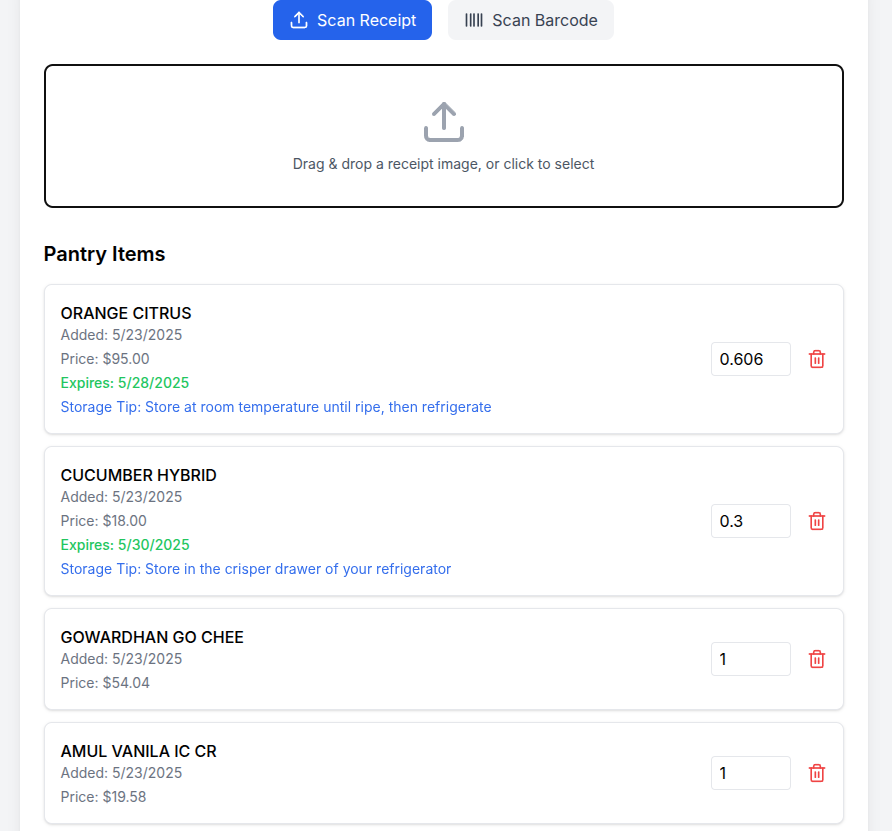 Scan Receipt
Scan Barcode
Drag & drop a receipt image, or click to select
Pantry Items
ORANGE CITRUS
Added: 5/23/2025
Price: $95.00
Expires: 5/28/2025
Storage Tip: Store at room temperature until ripe, then refrigerate
0.606
CUCUMBER HYBRID
Added: 5/23/2025
Price: $18.00
Expires: 5/30/2025
Storage Tip: Store in the crisper drawer of your refrigerator
0.3
GOWARDHAN GO CHEE
Added: 5/23/2025
Price: $54.04
1
AMUL VANILA IC CR
Added: 5/23/2025
Price: $19.58
1